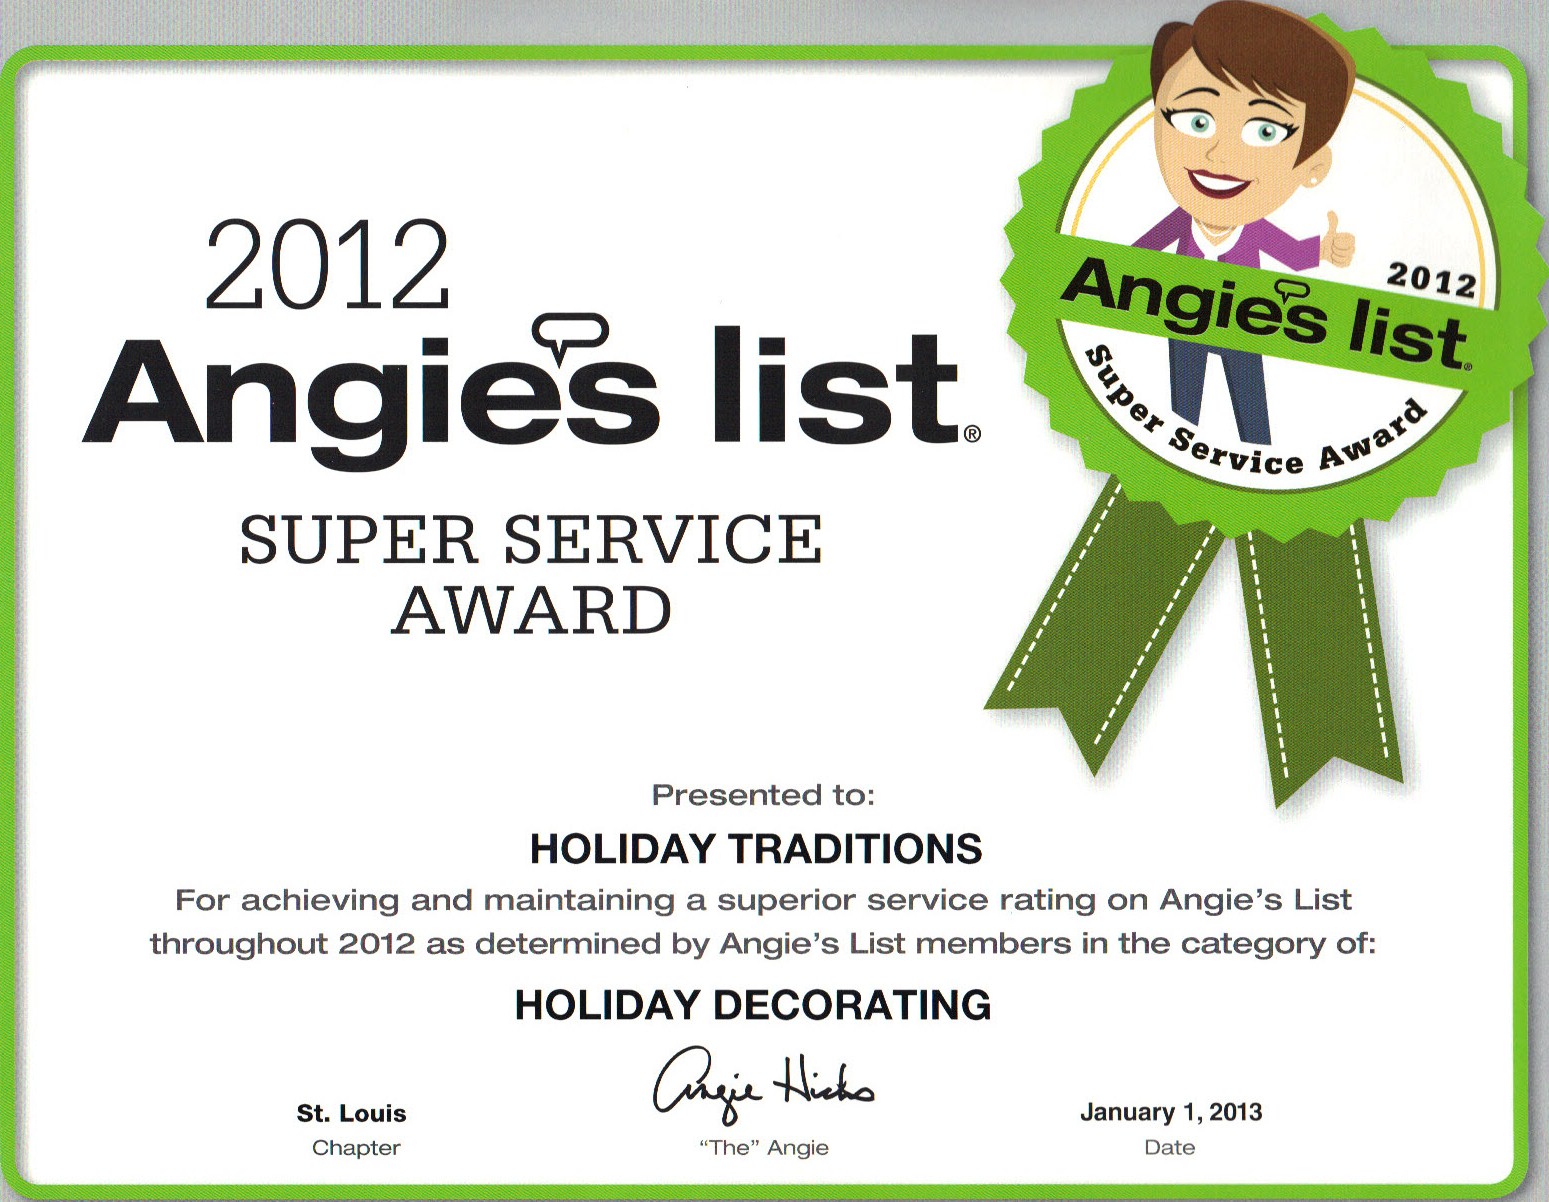 2012
Angie's list®
SUPER SERVICE
AWARD
2012
Angie's list®
Super Service Award
Presented to:
HOLIDAY TRADITIONS
For achieving and maintaining a superior service rating on Angie's List
throughout 2012 as determined by Angie's List members in the category of:
HOLIDAY DECORATING
Angie Hicks
St. Louis
Chapter
“The” Angie
January 1, 2013
Date